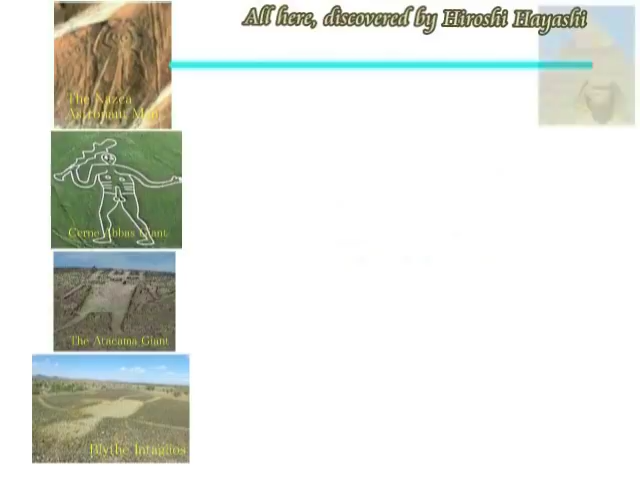 All here, discovered by Hiroshi Hayashi
The Nazca
Astronaut Man
Cerne Abbas Giant
The Atacama Giant
Blythe Intaglios